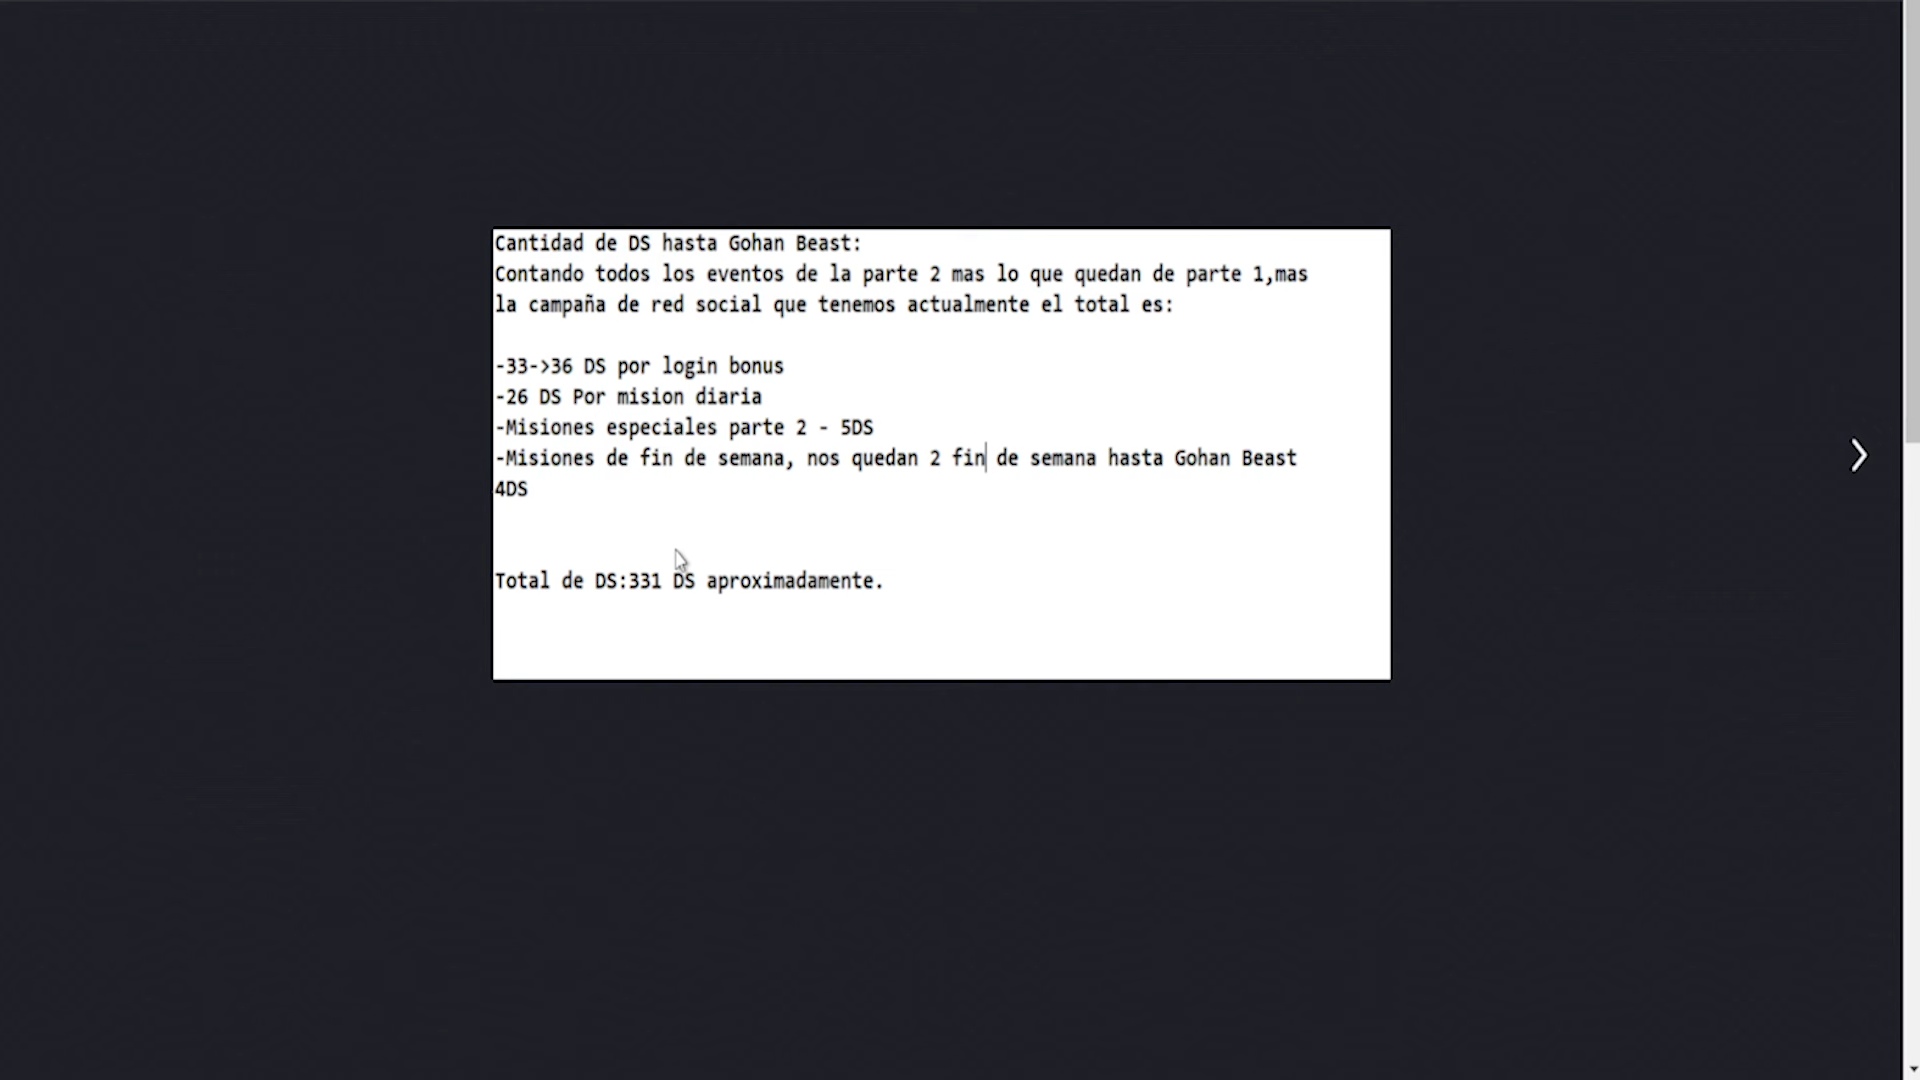 Cantidad de DS hasta Gohan Beast:
Contando todos los eventos de la parte 2 mas lo que quedan de parte 1,mas
la campaña de red social que tenemos actualmente el total es:
-33->36 DS por login bonus
-26 DS Por mision diaria
-Misiones especiales parte 2 - 5DS
-Misiones de fin de semana, nos quedan 2 fin de semana hasta Gohan Beast
4DS
Total de DS:331 DS aproximadamente.